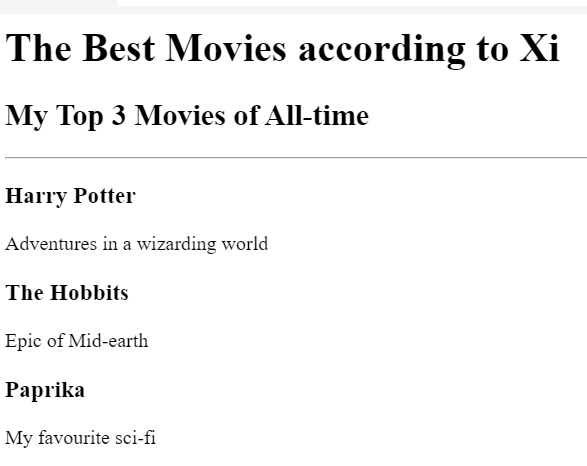 The Best Movies according to Xi
My Top 3 Movies of All-time
Harry Potter
Adventures in a wizarding world
The Hobbits
Epic of Mid-earth
Paprika
My favourite sci-fi